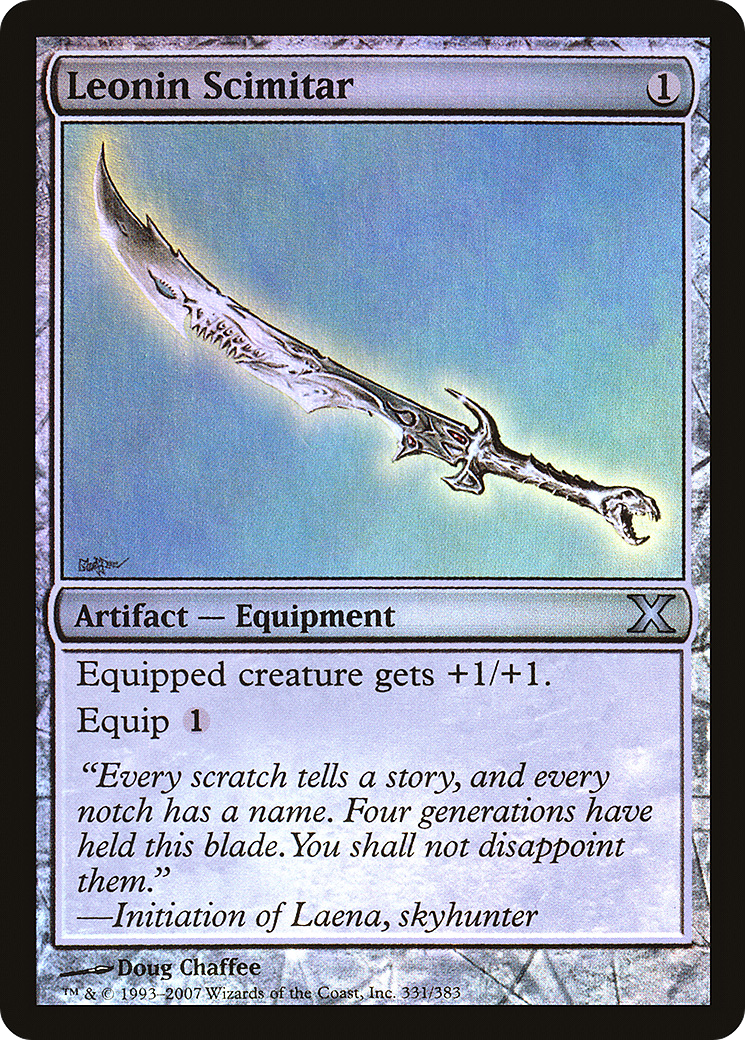 Leonin Scimitar 1
Artifact — Equipment X
Equipped creature gets +1/+1.
Equip 1
“Every scratch tells a story, and every
notch has a name. Four generations have
held this blade. You shall not disappoint
them.”
—Initiation of Laena, skyhunter
Doug Chaffee
™ & © 1993–2007 Wizards of the Coast, Inc. 331/383